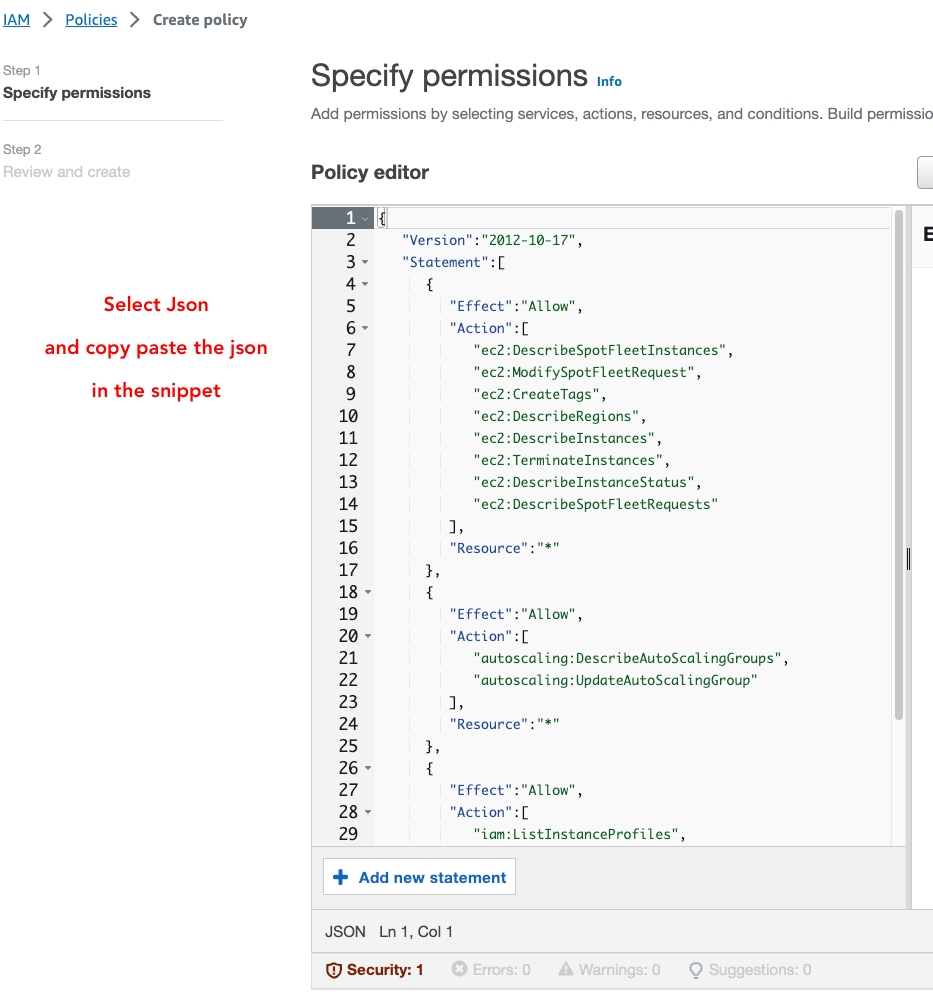 IAM > Policies > Create policy
Step 1
Specify permissions
Step 2
Review and create
Select Json
and copy paste the json
in the snippet
Specify permissions Info
Add permissions by selecting services, actions, resources, and conditions. Build permissio
Policy editor
1 {
2 "Version":"2012-10-17",
3 "Statement":[
4 {
5 "Effect":"Allow",
6 "Action":[
7 "ec2:DescribeSpotFleetInstances",
8 "ec2:ModifySpotFleetRequest",
9 "ec2:CreateTags",
10 "ec2:DescribeRegions",
11 "ec2:DescribeInstances",
12 "ec2:TerminateInstances",
13 "ec2:DescribeInstanceStatus",
14 "ec2:DescribeSpotFleetRequests"
15 ],
16 "Resource":"*"
17 },
18 {
19 "Effect":"Allow",
20 "Action":[
21 "autoscaling:DescribeAutoScalingGroups",
22 "autoscaling:UpdateAutoScalingGroup"
23 ],
24 "Resource":"*"
25 },
26 {
27 "Effect":"Allow",
28 "Action":[
29 "iam:ListInstanceProfiles",
E
+ Add new statement
JSON Ln 1, Col 1
Security: 1 Errors: 0 Warnings: 0 Suggestions: 0